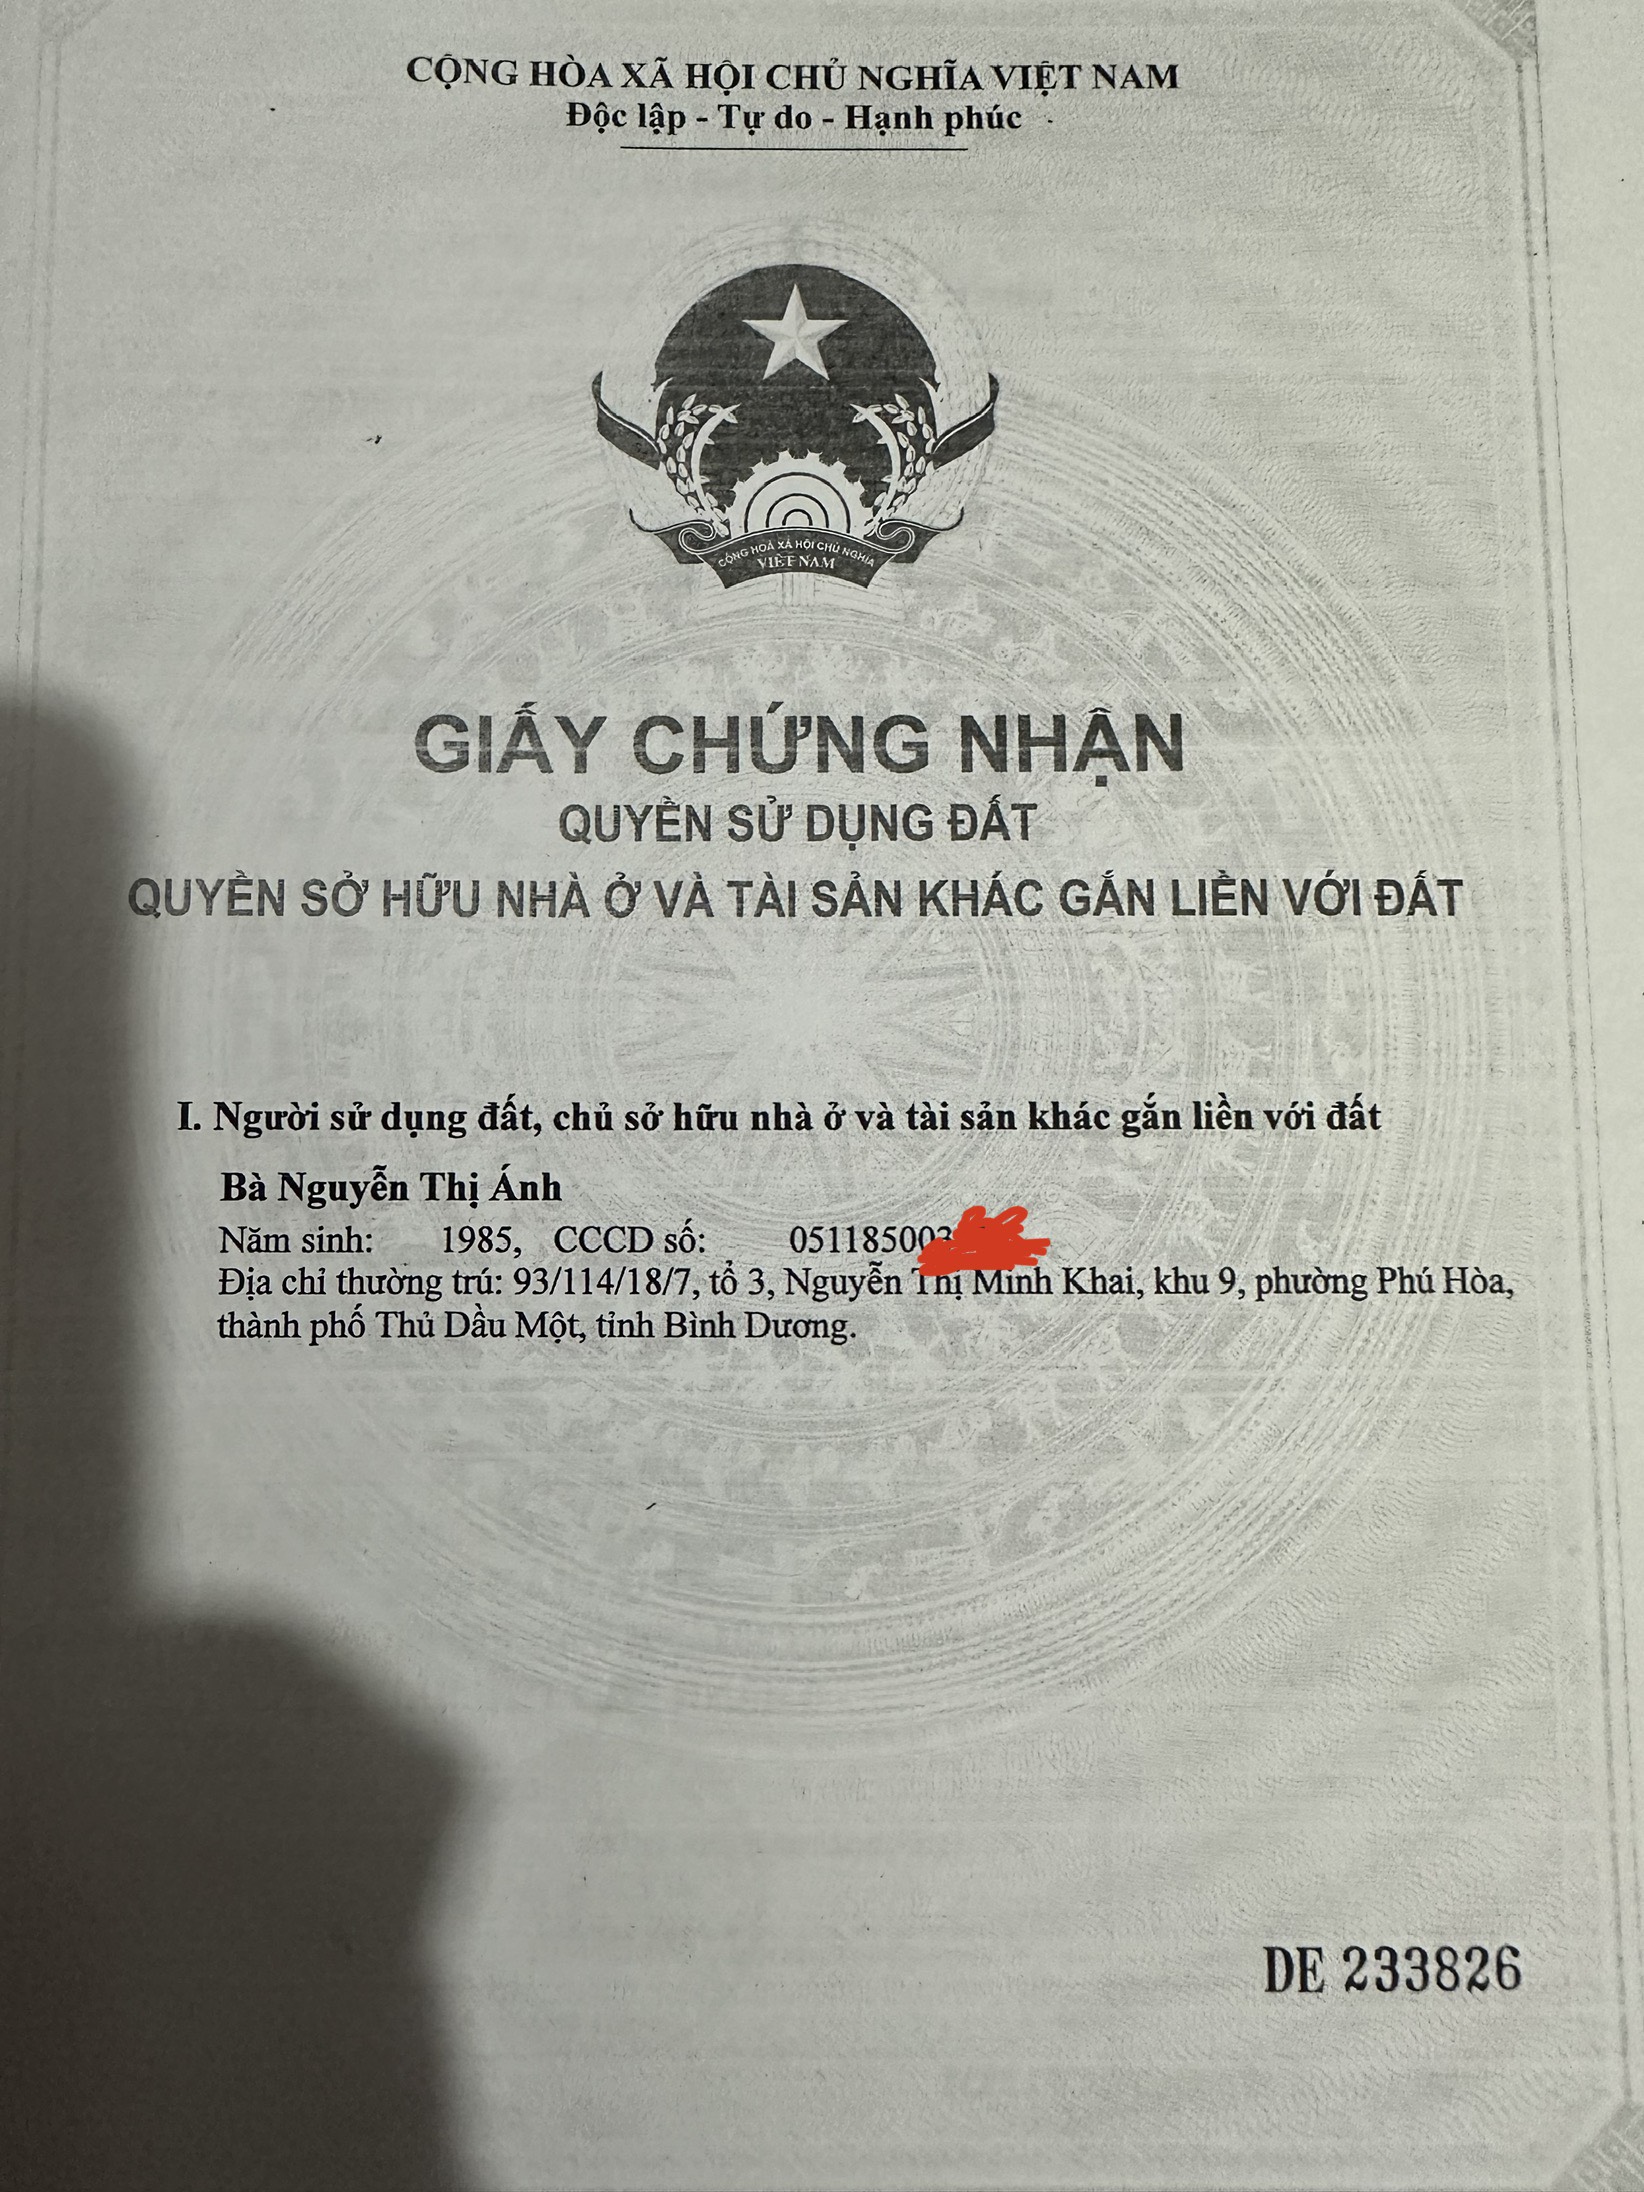 CỘNG HÒA XÃ HỘI CHỦ NGHĨA VIỆT NAM
Độc lập - Tự do - Hạnh phúc
CỘNG HOÀ XÃ HỘI CHỦ NGHĨA
VIỆT NAM
GIẤY CHỨNG NHẬN
QUYỀN SỬ DỤNG ĐẤT
QUYỀN SỞ HỮU NHÀ Ở VÀ TÀI SẢN KHÁC GẮN LIỀN VỚI ĐẤT
I. Người sử dụng đất, chủ sở hữu nhà ở và tài sản khác gắn liền với đất
Bà Nguyễn Thị Ánh
Năm sinh: 1985, CCCD số: 051185003
Địa chỉ thường trú: 93/114/18/7, tổ 3, Nguyễn Thị Minh Khai, khu 9, phường Phú Hòa,
thành phố Thủ Dầu Một, tỉnh Bình Dương.
DE 233826